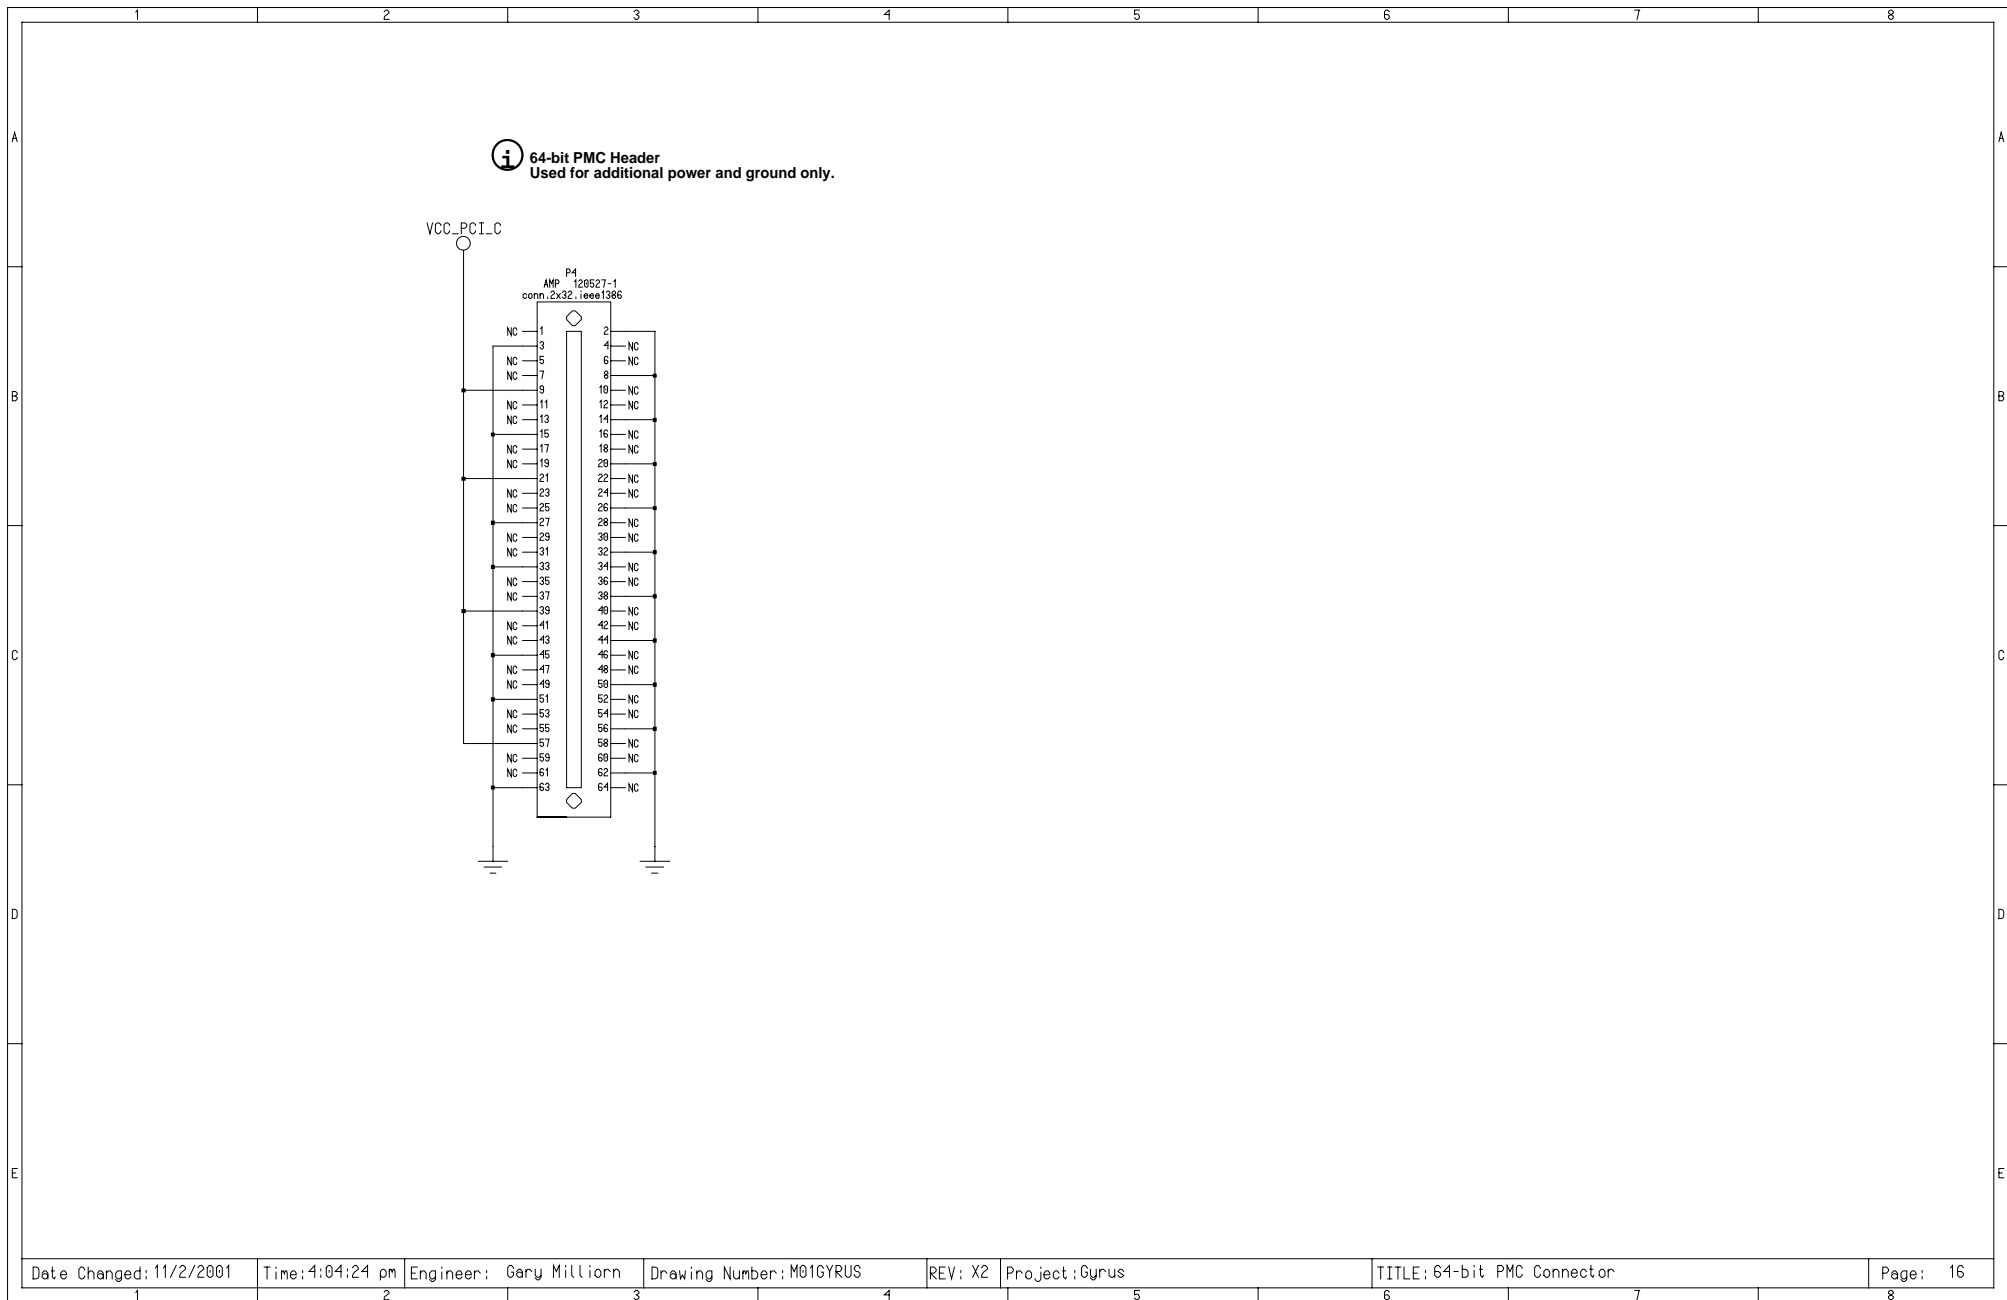 1 2 3 4 5 6 7 8
A A
64-bit PMC Header
Used for additional power and ground only.
VCC_PCI_C
P4
AMP 120527-1
conn.2x32.ieee1386
NC 1 2
3 4 NC
NC 5 6 NC
NC 7 8
9 10 NC
B B
NC 11 12 NC
NC 13 14
15 16 NC
NC 17 18 NC
NC 19 20
21 22 NC
NC 23 24 NC
NC 25 26
27 28 NC
NC 29 30 NC
NC 31 32
33 34 NC
NC 35 36 NC
NC 37 38
39 40 NC
NC 41 42 NC
NC 43 44
C C
45 46 NC
NC 47 48 NC
NC 49 50
51 52 NC
NC 53 54 NC
NC 55 56
57 58 NC
NC 59 60 NC
NC 61 62
63 64 NC
D D
E E
Date Changed: 11/2/2001 Time: 4:04:24 pm Engineer: Gary Milliorn Drawing Number: M01GYRUS REV: X2 Project: Gyrus TITLE: 64-bit PMC Connector Page: 16
1 2 3 4 5 6 7 8